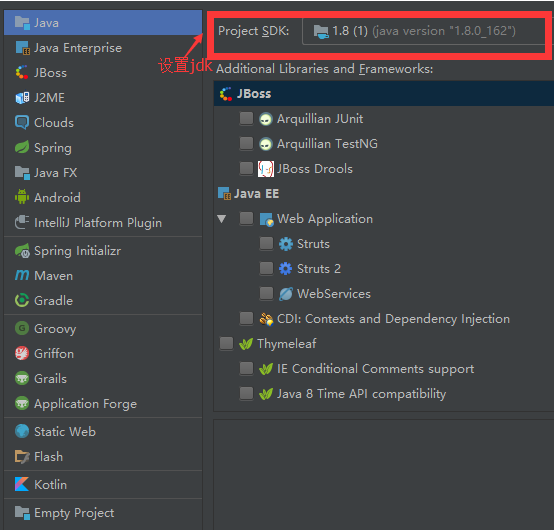 Java
Java Enterprise
JBoss
J2ME
Clouds
Spring
Java FX
Android
IntelliJ Platform Plugin
Spring Initializr
Maven
Gradle
Groovy
Griffon
Grails
Application Forge
Static Web
Flash
Kotlin
Empty Project
Project SDK: 1.8 (1) (java version "1.8.0_162")
设置jdk
Additional Libraries and Frameworks:
JBoss
Arquillian JUnit
Arquillian TestNG
JBoss Drools
Java EE
Web Application
Struts
Struts 2
WebServices
CDI: Contexts and Dependency Injection
Thymeleaf
IE Conditional Comments support
Java 8 Time API compatibility